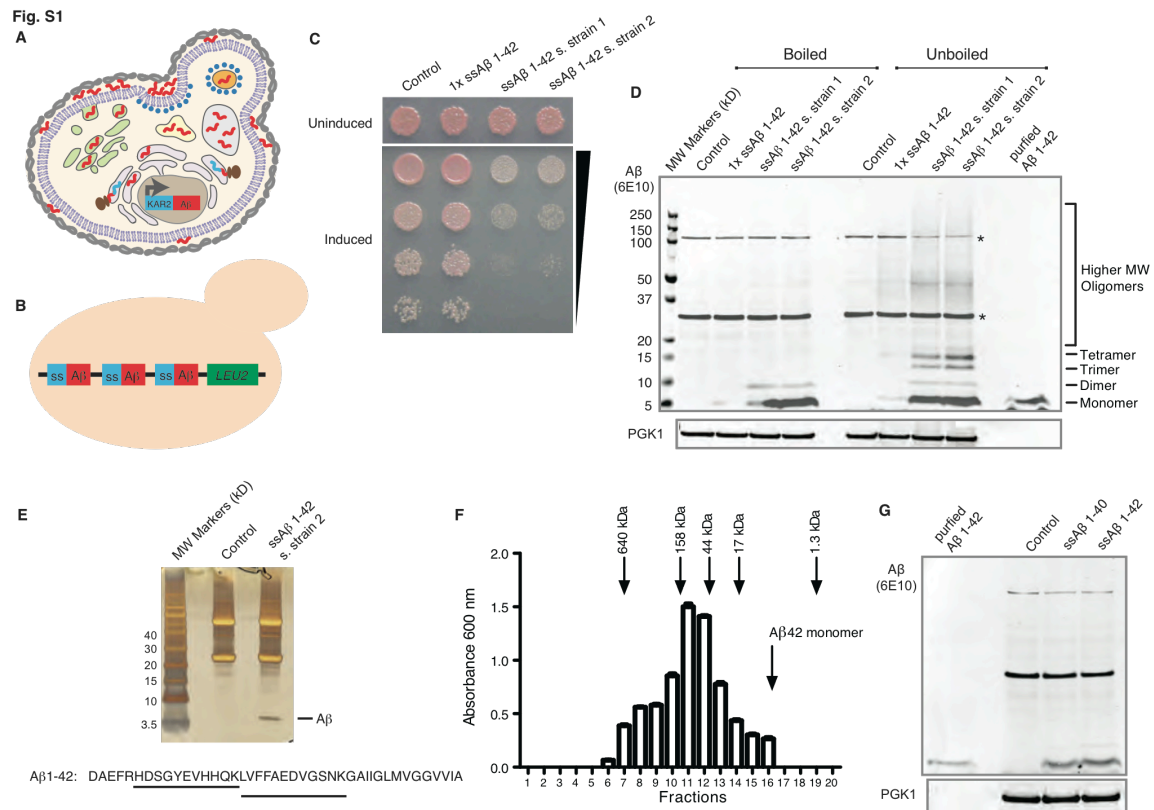 Fig. S1
A
KAR2 Aβ
B
ss Aβ ss Aβ ss Aβ LEU2
C
Control
1x ssAβ 1-42
ssAβ 1-42 s. strain 1
ssAβ 1-42 s. strain 2
Uninduced
Induced
D
Boiled Unboiled
MW Markers (kD)
Control
1x ssAβ 1-42
ssAβ 1-42 s. strain 1
ssAβ 1-42 s. strain 2
Control
1x ssAβ 1-42
ssAβ 1-42 s. strain 1
ssAβ 1-42 s. strain 2
purified
Aβ 1-42
Aβ
(6E10)
250
150
100
50
37
20
15
10
5
*
*
Higher MW
Oligomers
Tetramer
Trimer
Dimer
Monomer
PGK1
E
MW Markers (kD)
Control
ssAβ 1-42
s. strain 2
40
30
20
15
10
3.5
Aβ
Aβ1-42: DAEFRHDSGYEVHHQKLVFFAEDVGSNKGAIIGLMVGGVVIA
F
640 kDa
158 kDa
44 kDa
17 kDa
1.3 kDa
Aβ42 monomer
Absorbance 600 nm
2.0
1.5
1.0
0.5
0.0
1 2 3 4 5 6 7 8 9 10 11 12 13 14 15 16 17 18 19 20
Fractions
G
purfied
Aβ 1-42
Control
ssAβ 1-40
ssAβ 1-42
Aβ
(6E10)
PGK1